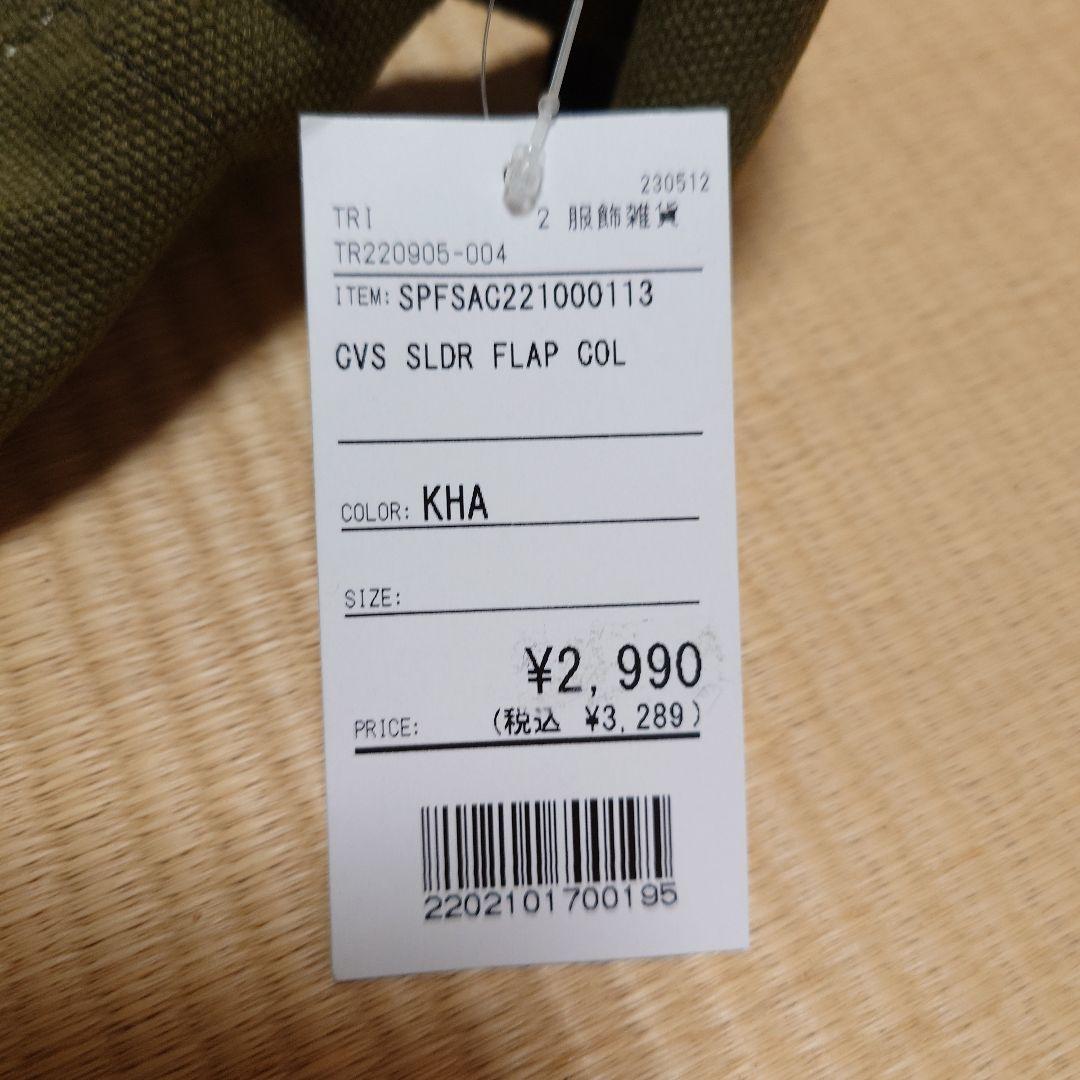 230512
TRI 2 服飾雑貨
TR220905-004
ITEM: SPFSAC221000113
CVS SLDR FLAP COL
COLOR: KHA
SIZE:
¥2,990
PRICE: (税込 ¥3,289)
2202101700195